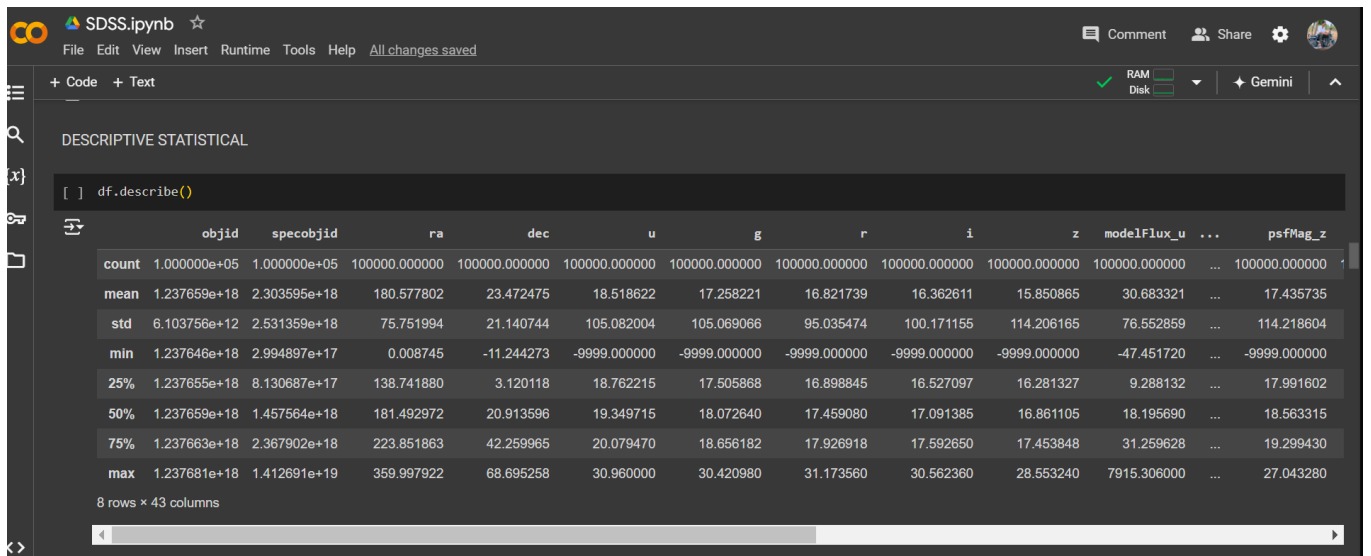 SDSS.ipynb
File Edit View Insert Runtime Tools Help All changes saved
Comment Share
+ Code + Text
RAM
Disk
Gemini
DESCRIPTIVE STATISTICAL
{x}
[ ] df.describe()
objid specobjid ra dec u g r i z modelFlux_u ... psfMag_z
count 1.000000e+05 1.000000e+05 100000.000000 100000.000000 100000.000000 100000.000000 100000.000000 100000.000000 100000.000000 100000.000000 ... 100000.000000
mean 1.237659e+18 2.303595e+18 180.577802 23.472475 18.518622 17.258221 16.821739 16.362611 15.850865 30.683321 ... 17.435735
std 6.103756e+12 2.531359e+18 75.751994 21.140744 105.082004 105.069066 95.035474 100.171155 114.206165 76.552859 ... 114.218604
min 1.237646e+18 2.994897e+17 0.008745 -11.244273 -9999.000000 -9999.000000 -9999.000000 -9999.000000 -9999.000000 -47.451720 ... -9999.000000
25% 1.237655e+18 8.130687e+17 138.741880 3.120118 18.762215 17.505868 16.898845 16.527097 16.281327 9.288132 ... 17.991602
50% 1.237659e+18 1.457564e+18 181.492972 20.913596 19.349715 18.072640 17.459080 17.091385 16.861105 18.195690 ... 18.563315
75% 1.237663e+18 2.367902e+18 223.851863 42.259965 20.079470 18.656182 17.926918 17.592650 17.453848 31.259628 ... 19.299430
max 1.237681e+18 1.412691e+19 359.997922 68.695258 30.960000 30.420980 31.173560 30.562360 28.553240 7915.306000 ... 27.043280
8 rows × 43 columns